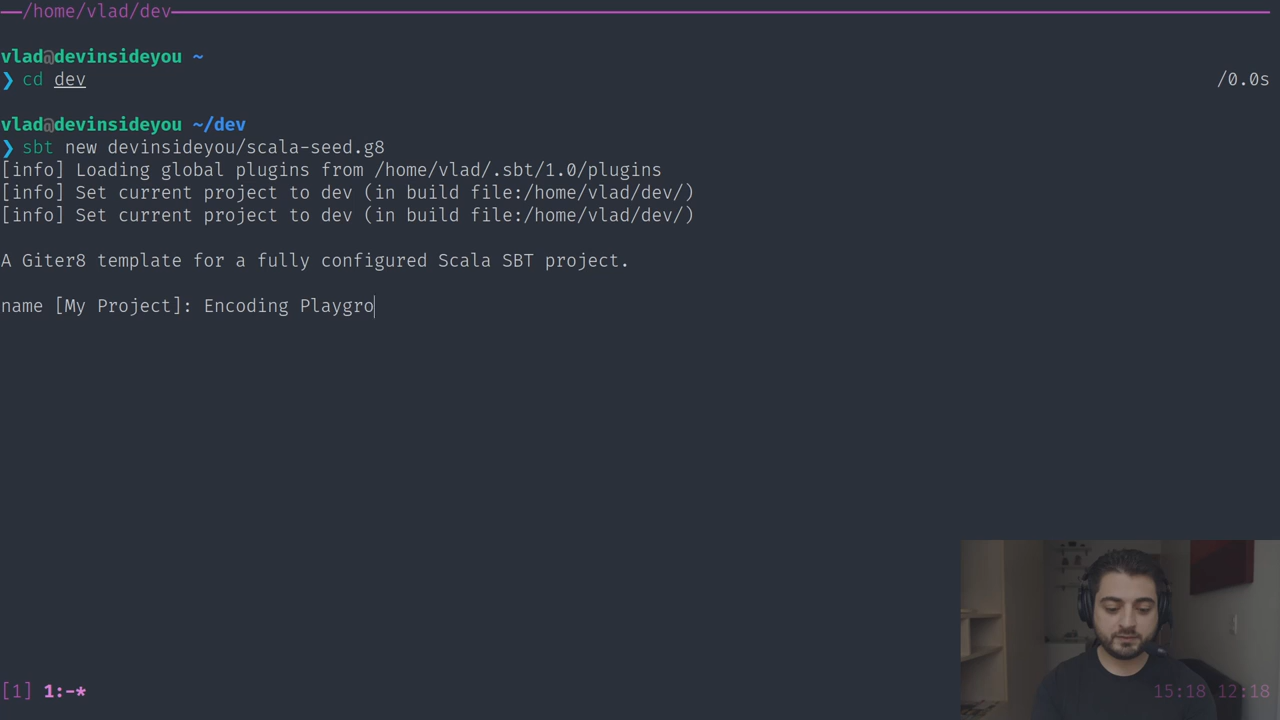 /home/vlad/dev
vlad@devinsideyou ~
❯ cd dev /0.0s
vlad@devinsideyou ~/dev
❯ sbt new devinsideyou/scala-seed.g8
[info] Loading global plugins from /home/vlad/.sbt/1.0/plugins
[info] Set current project to dev (in build file:/home/vlad/dev/)
[info] Set current project to dev (in build file:/home/vlad/dev/)
A Giter8 template for a fully configured Scala SBT project.
name [My Project]: Encoding Playgro
[1] 1:-* 15:18 12:18